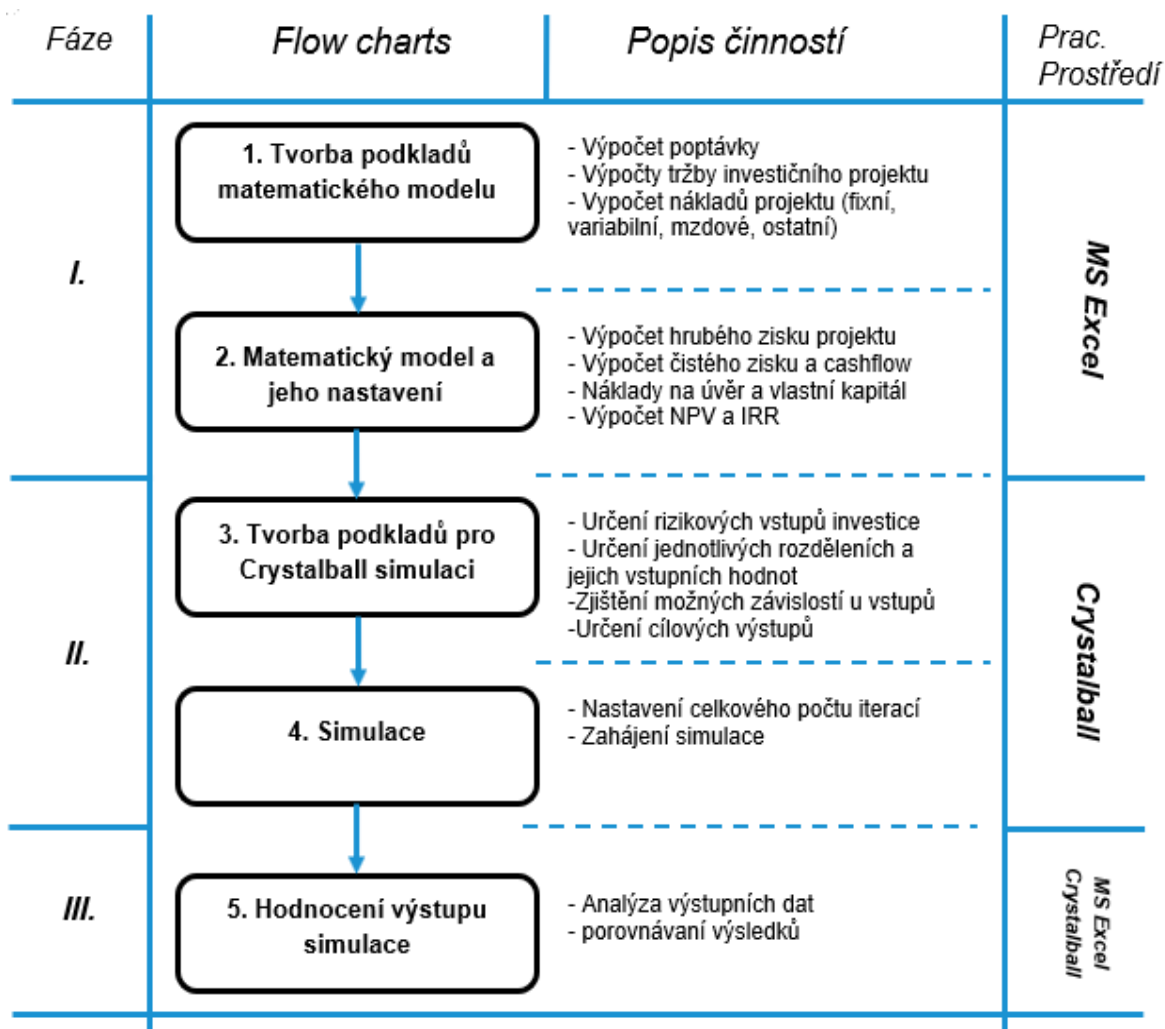 Fáze
Flow charts
Popis činností
Prac.
Prostředí
I.
1. Tvorba podkladů
matematického modelu
- Výpočet poptávky
- Výpočty tržby investičního projektu
- Vypočet nákladů projektu (fixní,
variabilní, mzdové, ostatní)
MS Excel
2. Matematický model a
jeho nastavení
- Výpočet hrubého zisku projektu
- Výpočet čistého zisku a cashflow
- Náklady na úvěr a vlastní kapitál
- Výpočet NPV a IRR
II.
3. Tvorba podkladů pro
Crystalball simulaci
- Určení rizikových vstupů investice
- Určení jednotlivých rozděleních a
jejich vstupních hodnot
-Zjištění možných závislostí u vstupů
-Určení cílových výstupů
Crystalball
4. Simulace
- Nastavení celkového počtu iterací
- Zahájení simulace
III.
5. Hodnocení výstupu
simulace
- Analýza výstupních dat
- porovnávaní výsledků
MS Excel
Crystalball